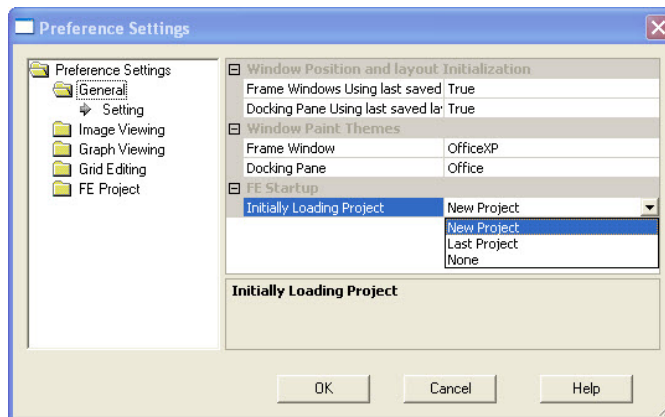 Preference Settings
Preference Settings
General
Setting
Image Viewing
Graph Viewing
Grid Editing
FE Project
Window Position and layout Initialization
Frame Windows Using last saved True
Docking Pane Using last saved la True
Window Paint Themes
Frame Window OfficeXP
Docking Pane Office
FE Startup
Initially Loading Project New Project
New Project
Last Project
None
Initially Loading Project
OK Cancel Help